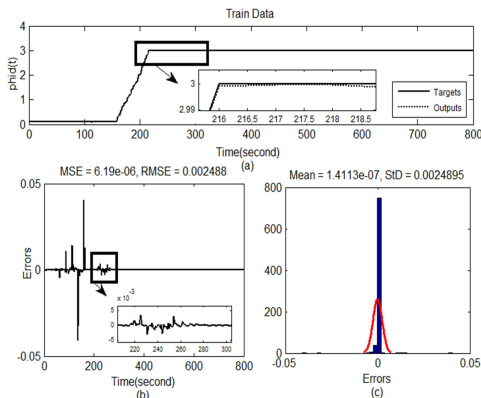 Train Data
4
3
2
1
0
phid(t)
3
2.99
216 216.5 217 217.5 218 218.5
Targets
Outputs
0 100 200 300 400 500 600 700 800
Time(second)
(a)
MSE = 6.19e-06, RMSE = 0.002488
0.05
0
-0.05
Errors
x 10
-3
5
0
-5
220 240 260 280 300
0 200 400 600 800
Time(second)
(b)
Mean = 1.4113e-07, StD = 0.0024895
800
600
400
200
0
-0.05 0 0.05
Errors
(c)